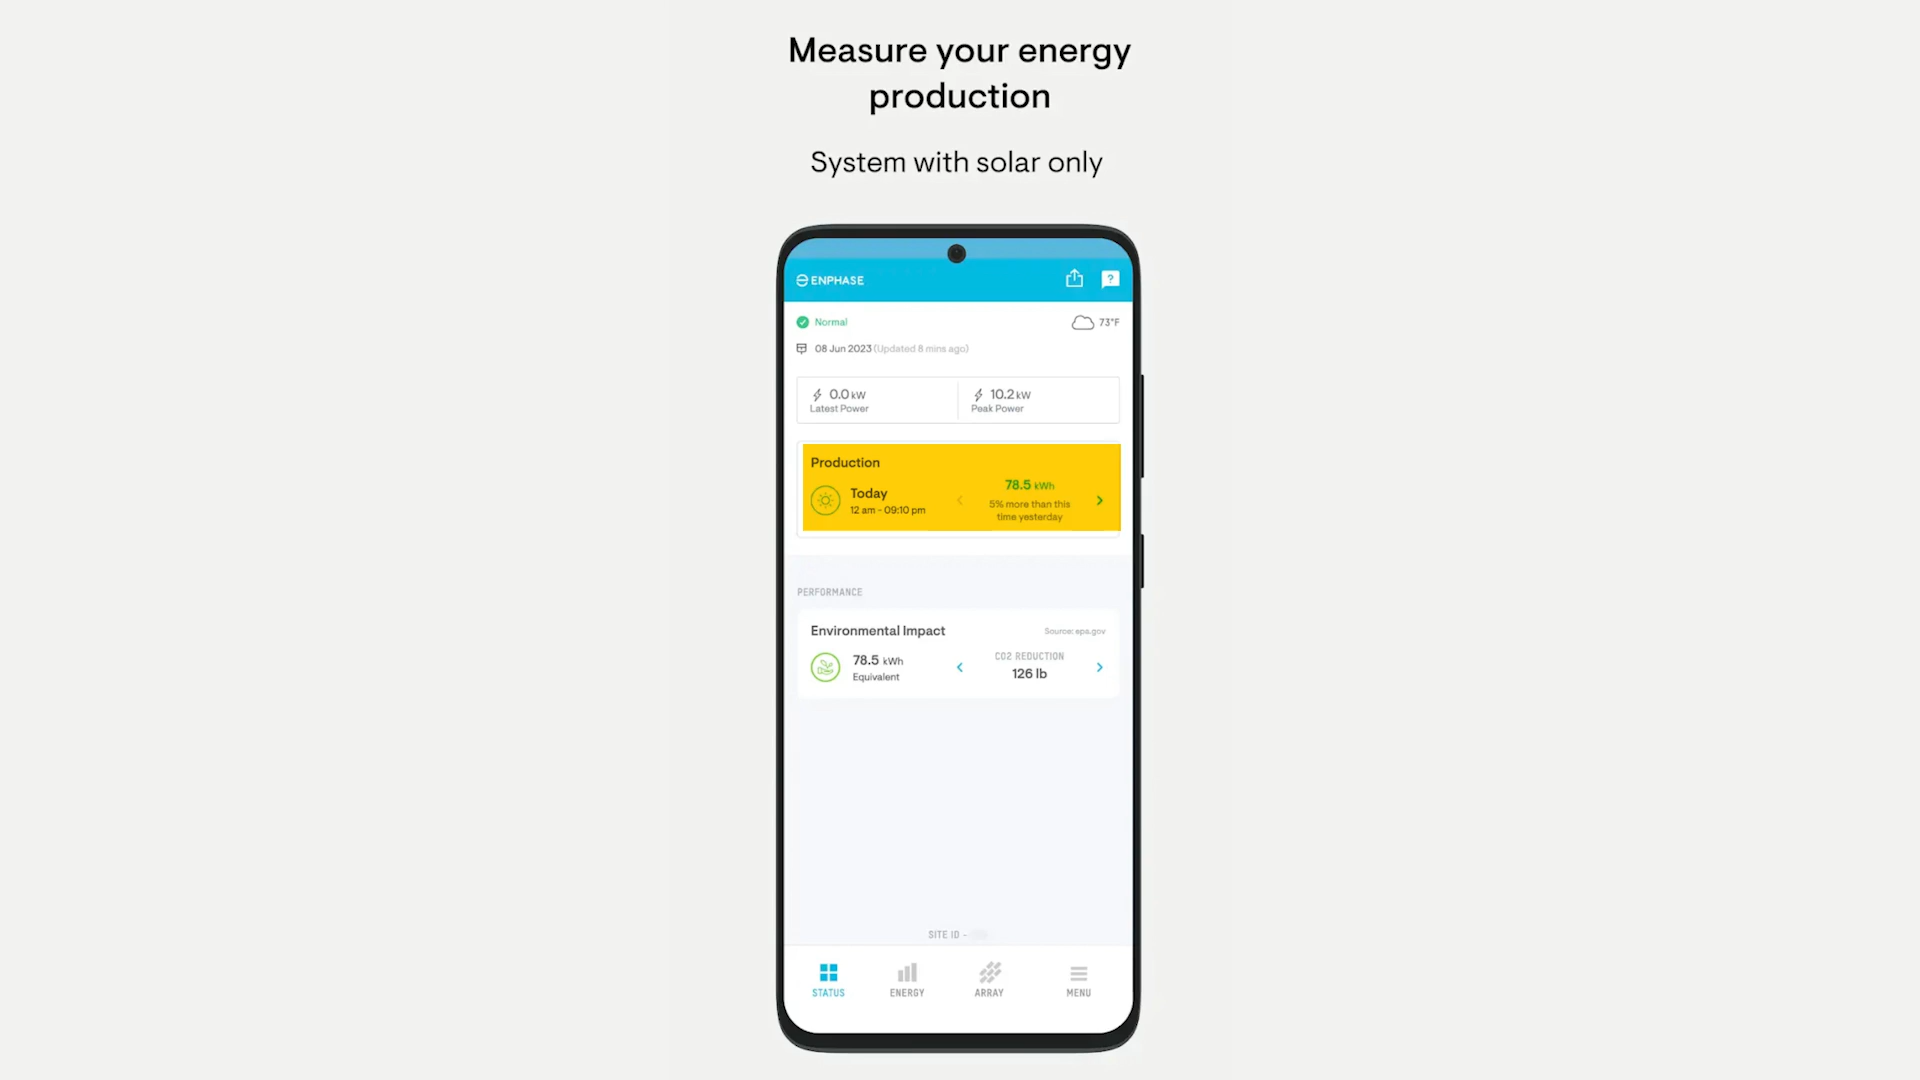 Measure your energy
production
System with solar only
ENPHASE
?
Normal
73°F
08 Jun 2023 (Updated 8 mins ago)
0.0 kW
Latest Power
10.2 kW
Peak Power
Production
Today
12 am - 09:10 pm
78.5 kWh
5% more than this
time yesterday
PERFORMANCE
Environmental Impact
Source: epa.gov
78.5 kWh
Equivalent
CO2 REDUCTION
126 lb
SITE ID -
STATUS
ENERGY
ARRAY
MENU